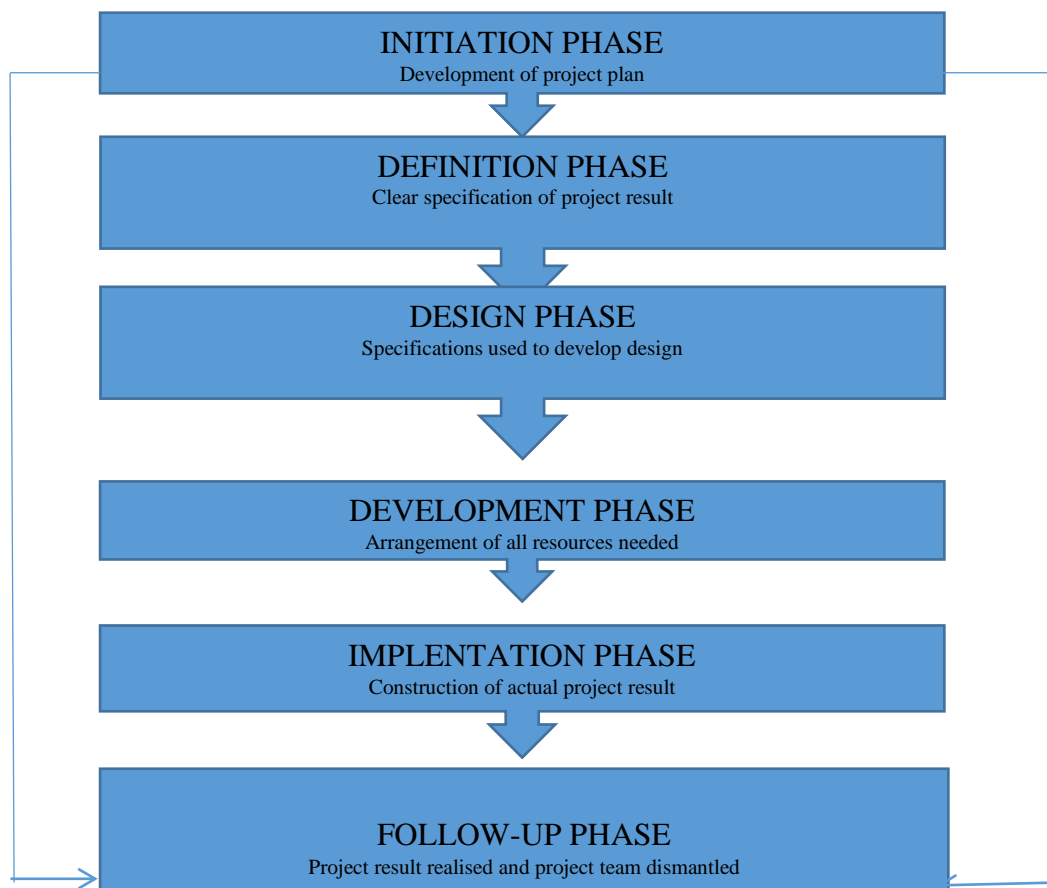 INITIATION PHASE
Development of project plan
DEFINITION PHASE
Clear specification of project result
DESIGN PHASE
Specifications used to develop design
DEVELOPMENT PHASE
Arrangement of all resources needed
IMPLENTATION PHASE
Construction of actual project result
FOLLOW-UP PHASE
Project result realised and project team dismantled